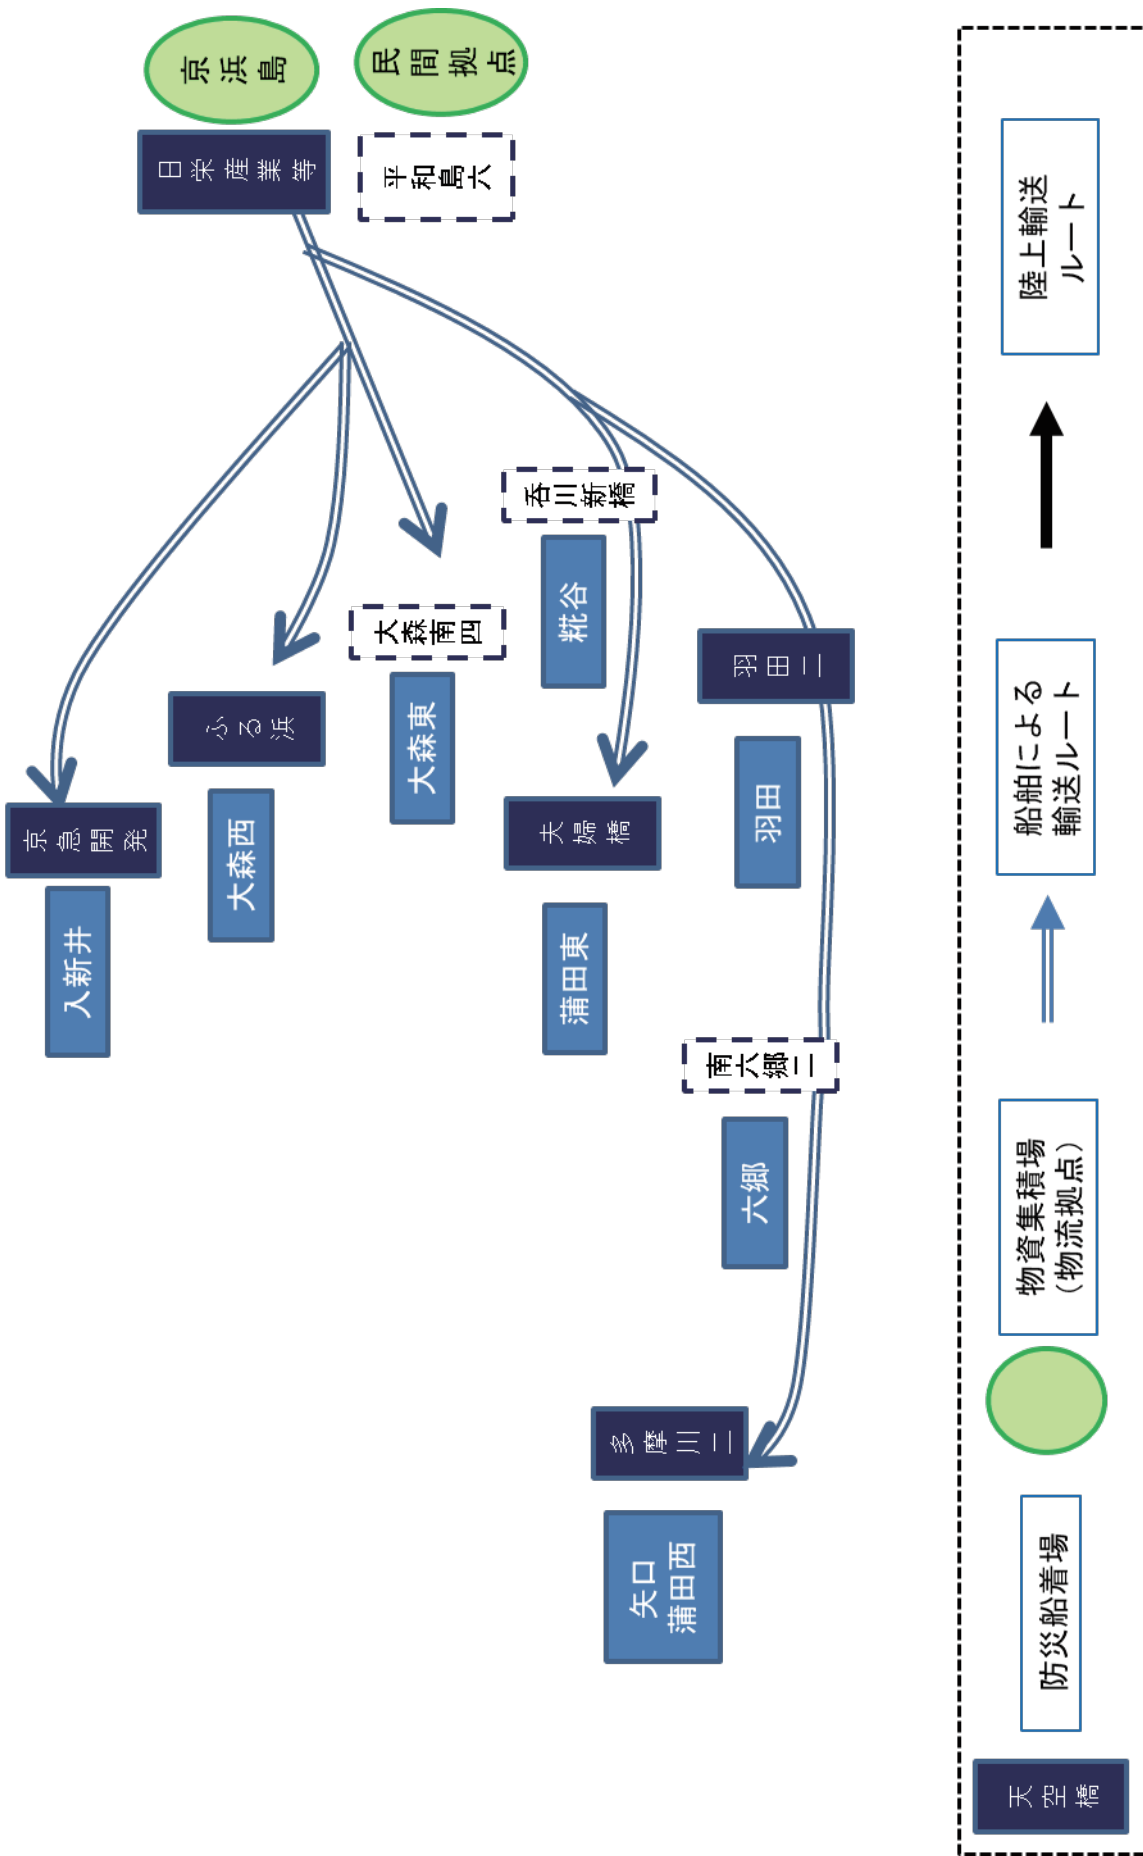 入新井
京急開発
大森西
ふる浜
日栄産業等
京浜島
大森東
大森南四
平和島六
民間拠点
蒲田東
夫婦橋
糀谷
呑川新橋
矢口
蒲田西
多摩川二
六郷
南六郷二
羽田
羽田二
天空橋
防災船着場
物資集積場
（物流拠点）
船舶による
輸送ルート
陸上輸送
ルート